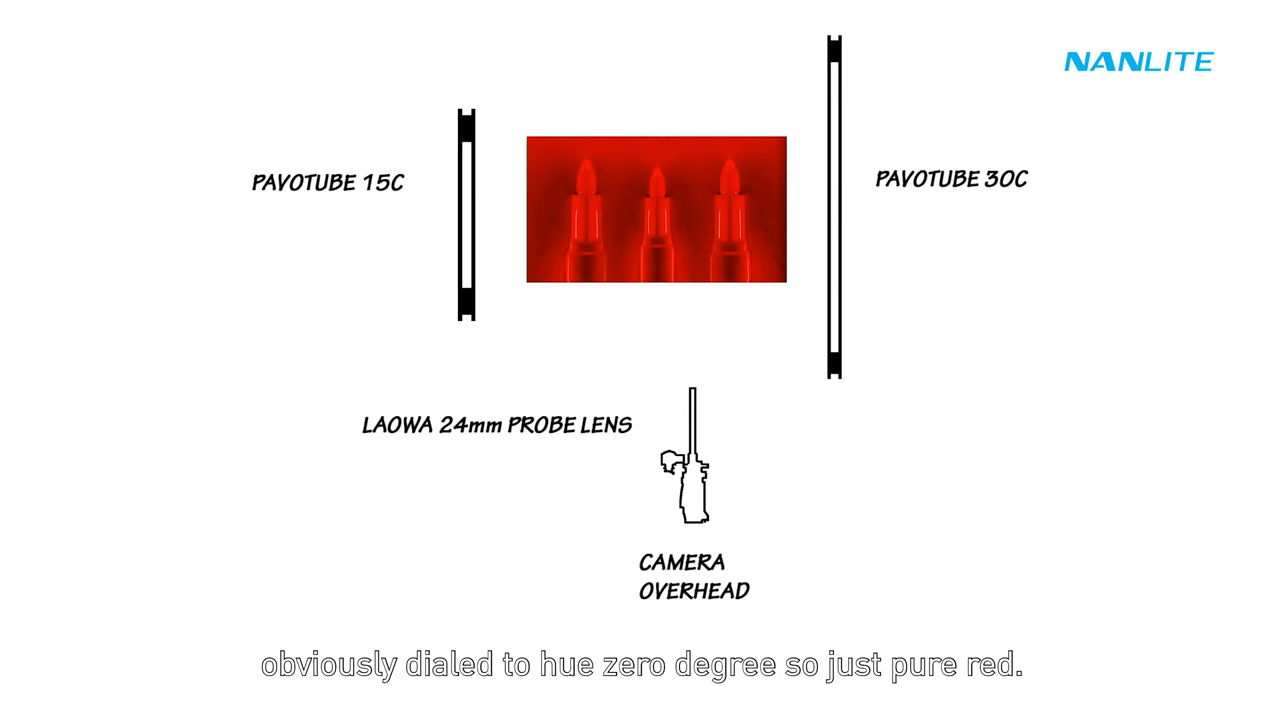 NANLITE
PAVOTUBE 15C
PAVOTUBE 30C
LAOWA 24mm PROBE LENS
CAMERA
OVERHEAD
obviously dialed to hue zero degree so just pure red.